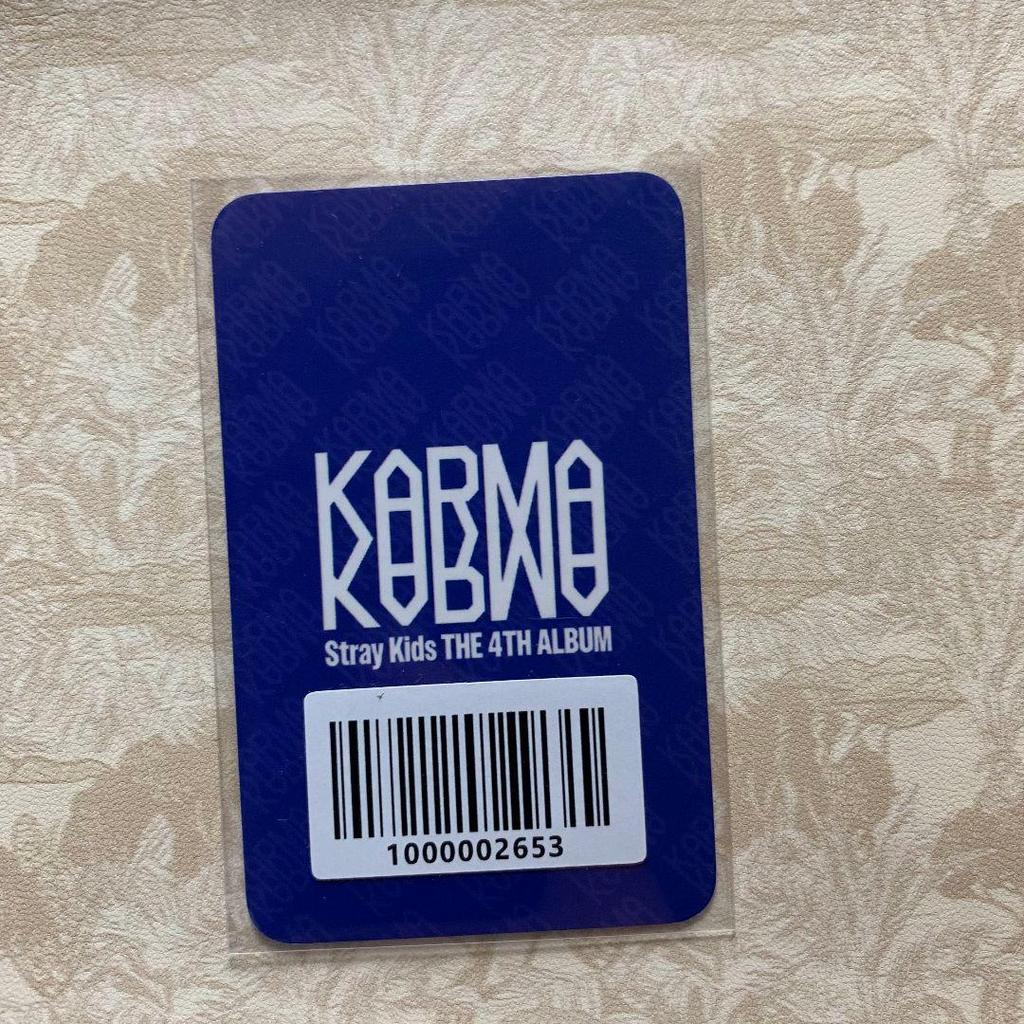 KARMA
Stray Kids THE 4TH ALBUM
1000002653